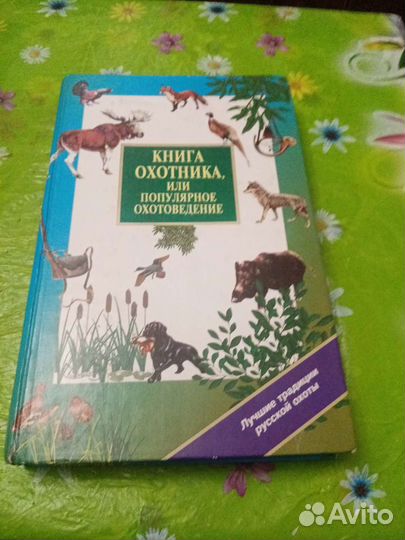 КНИГА
ОХОТНИКА,
ИЛИ
ПОПУЛЯРНОЕ
ОХОТОВЕДЕНИЕ
Лучшие традиции
русской охоты
Avito